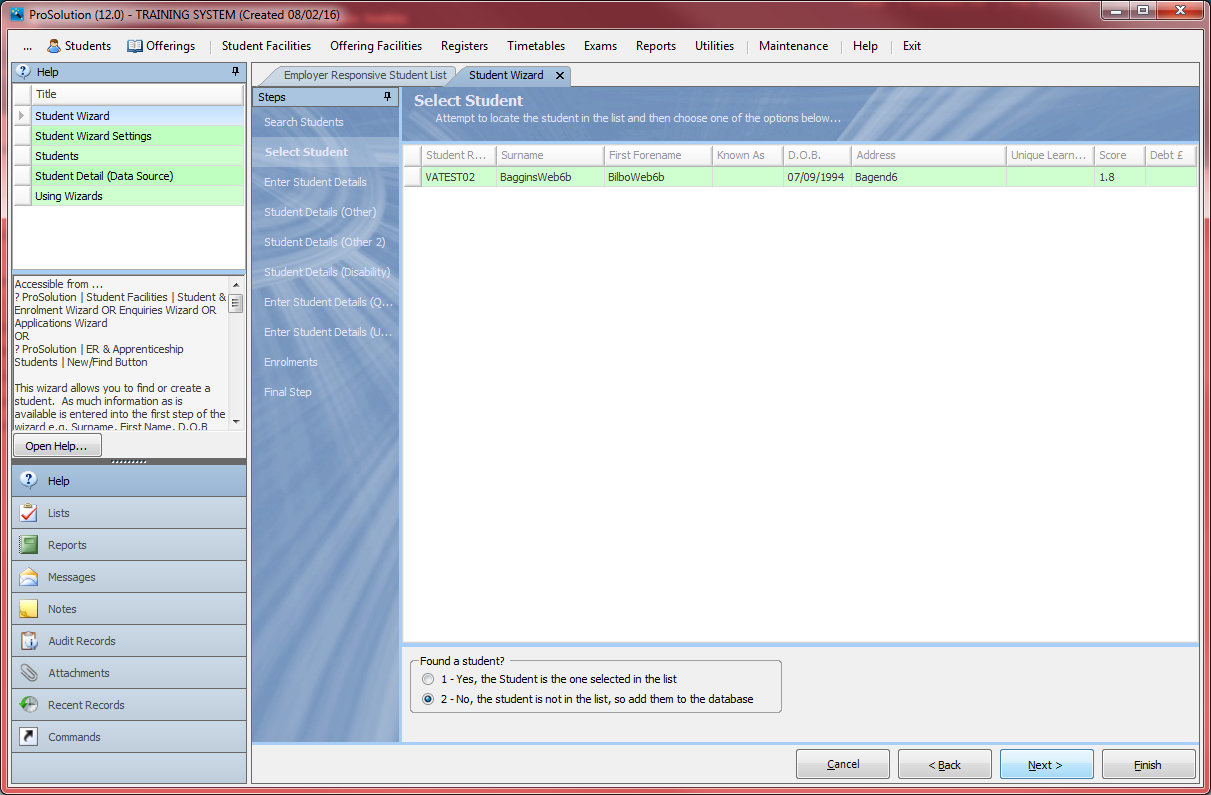 ProSolution (12.0) - TRAINING SYSTEM (Created 08/02/16)
... Students Offerings Student Facilities Offering Facilities Registers Timetables Exams Reports Utilities Maintenance Help Exit
Help
Title
Student Wizard
Student Wizard Settings
Students
Student Detail (Data Source)
Using Wizards
Accessible from ...
? ProSolution | Student Facilities | Student &
Enrolment Wizard OR Enquiries Wizard OR
Applications Wizard
OR
? ProSolution | ER & Apprenticeship
Students | New/Find Button
This wizard allows you to find or create a
student. As much information as is
available is entered into the first step of the
wizard e.g. Surname, First Name, D.O.B
Open Help...
Help
Lists
Reports
Messages
Notes
Audit Records
Attachments
Recent Records
Commands
Employer Responsive Student List Student Wizard
Steps
Search Students
Select Student
Enter Student Details
Student Details (Other)
Student Details (Other 2)
Student Details (Disability)
Enter Student Details (Q...
Enter Student Details (U...
Enrolments
Final Step
Select Student
Attempt to locate the student in the list and then choose one of the options below...
Student R... Surname First Forename Known As D.O.B. Address Unique Learn... Score Debt £
VATEST02 BagginsWeb6b BilboWeb6b 07/09/1994 Bagend6 1.8
Found a student?
1 - Yes, the Student is the one selected in the list
2 - No, the student is not in the list, so add them to the database
Cancel < Back Next > Finish